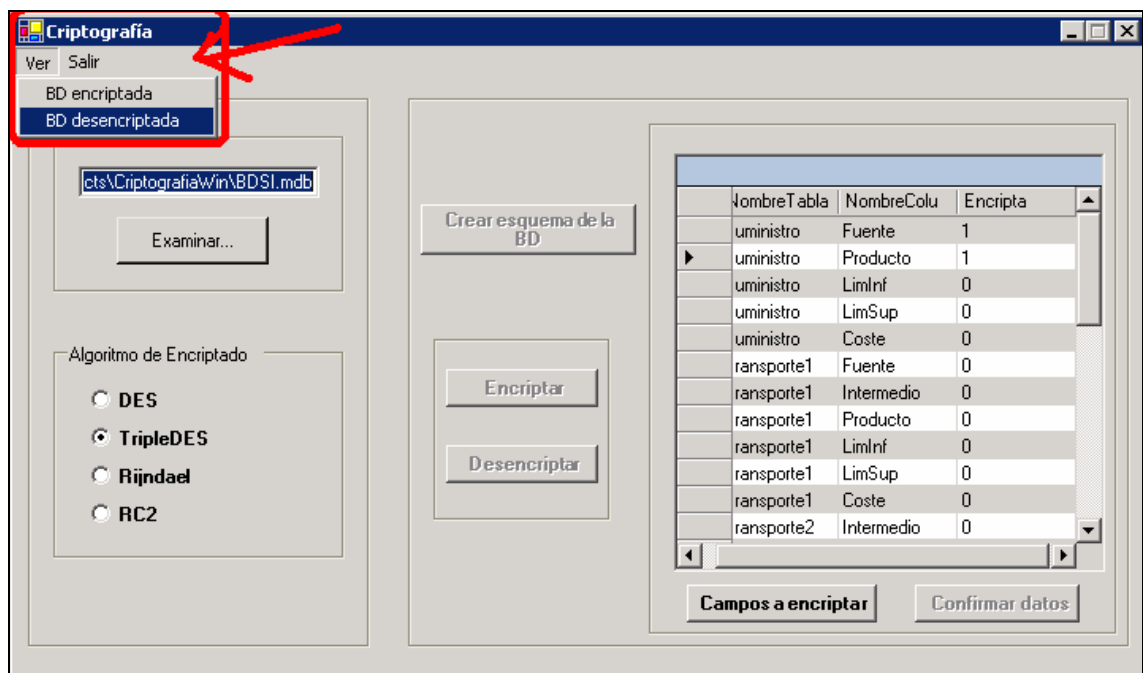 Criptografía
Ver Salir
BD encriptada
BD desencriptada
cts\CriptografiaWin\BDSI.mdb
Examinar...
Algoritmo de Encriptado
DES
TripleDES
Rijndael
RC2
Crear esquema de la
BD
Encriptar
Desencriptar
NombreTabla NombreColu Encripta
uministro Fuente 1
uministro Producto 1
uministro LimInf 0
uministro LimSup 0
uministro Coste 0
ransporte1 Fuente 0
ransporte1 Intermedio 0
ransporte1 Producto 0
ransporte1 LimInf 0
ransporte1 LimSup 0
ransporte1 Coste 0
ransporte2 Intermedio 0
Campos a encriptar Confirmar datos